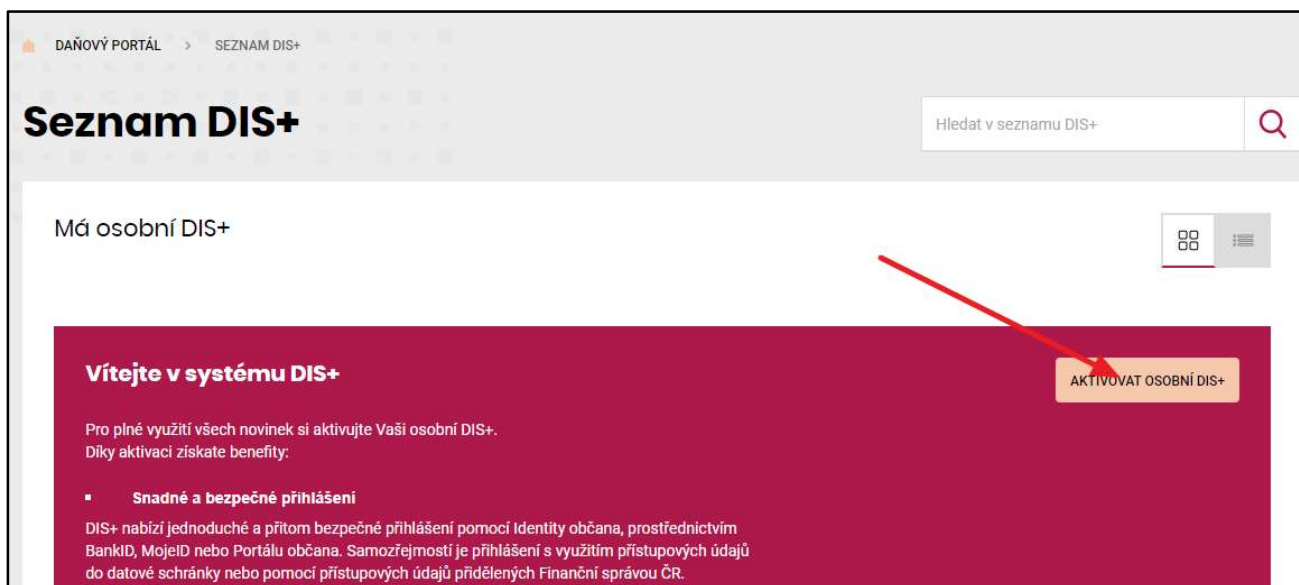 DAŇOVÝ PORTÁL > SEZNAM DIS+
Seznam DIS+
Hledat v seznamu DIS+
Má osobní DIS+
Vítejte v systému DIS+
AKTIVOVAT OSOBNÍ DIS+
Pro plné využití všech novinek si aktivujte Vaši osobní DIS+.
Díky aktivaci získate benefity:
▪ Snadné a bezpečné přihlášení
DIS+ nabízí jednoduché a přitom bezpečné přihlášení pomocí Identity občana, prostřednictvím
BankID, MojeID nebo Portálu občana. Samozřejmostí je přihlášení s využitím přístupových údajů
do datové schránky nebo pomocí přístupových údajů přidělených Finanční správou ČR.